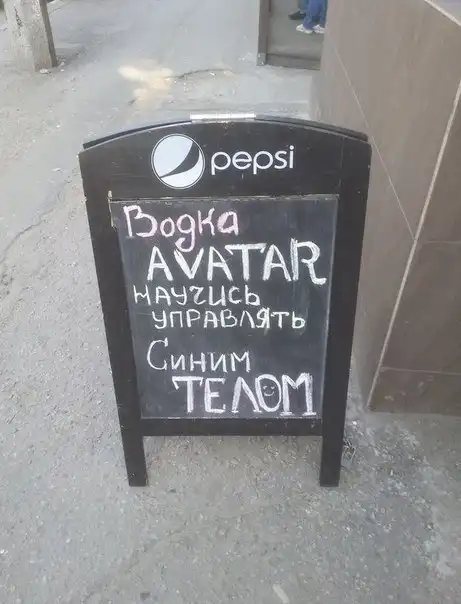 pepsi
Водка
AVATAR
научись
управлять
Синим
ТЕЛОМ